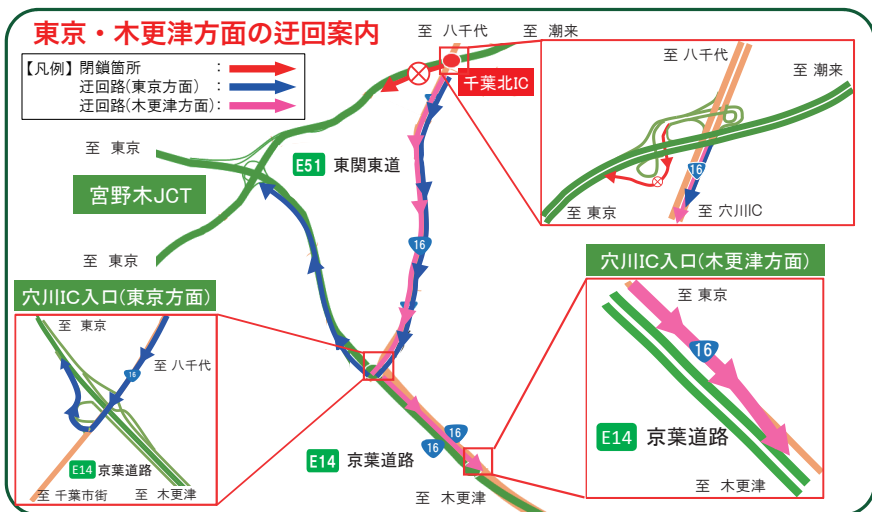 東京・木更津方面の迂回案内
【凡例】閉鎖箇所 :
迂回路(東京方面) :
迂回路(木更津方面):
至 八千代
至 潮来
千葉北IC
至 東京
宮野木JCT
至 東京
E51 東関東道
16
16
至 八千代
至 潮来
16
至 東京
至 穴川IC
穴川IC入口(東京方面)
至 東京
至 八千代
16
E14 京葉道路
至 千葉市街
至 木更津
E14 京葉道路
16
16
至 木更津
穴川IC入口(木更津方面)
至 東京
16
E14 京葉道路
至 木更津